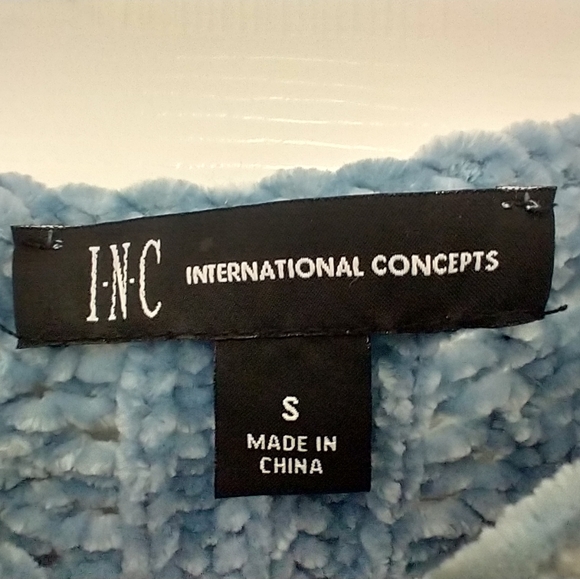 I·N·C INTERNATIONAL CONCEPTS
S
MADE IN
CHINA